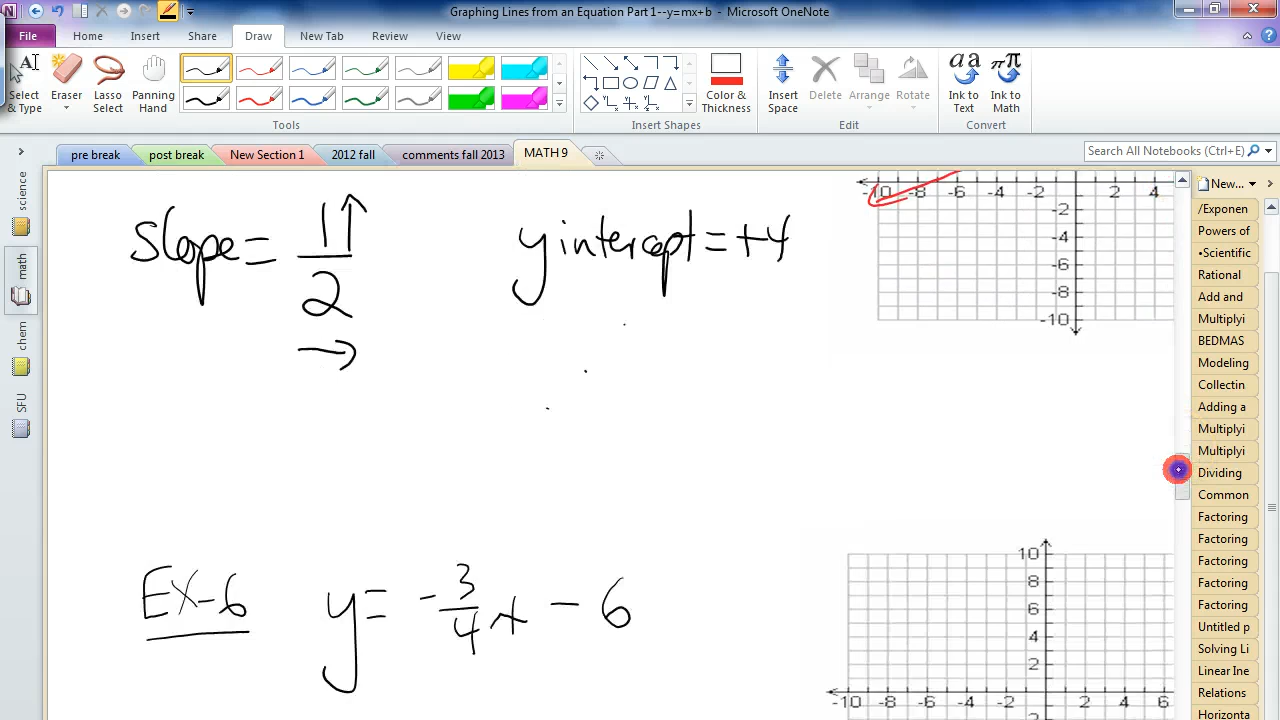 Graphing Lines from an Equation Part 1--y=mx+b - Microsoft OneNote
File Home Insert Share Draw New Tab Review View
Select & Type
Eraser
Lasso Select
Panning Hand
Color & Thickness
Insert Space
Delete
Arrange
Rotate
Ink to Text
Ink to Math
Tools Insert Shapes Edit Convert
pre break post break New Section 1 2012 fall comments fall 2013 MATH 9
Search All Notebooks (Ctrl+E)
science
math
chem
SFU
New...
/Exponen
Powers of
•Scientific
Rational
Add and
Multiplyi
BEDMAS
Modeling
Collectin
Adding a
Multiplyi
Multiplyi
Dividing
Common
Factoring
Factoring
Factoring
Factoring
Factoring
Untitled p
Solving Li
Linear Ine
Relations
Horizonta
-10 -8 -6 -4 -2 2 4
-2
-4
-6
-8
-10
slope = 1↑
2
→
y intercept = +4
EX-6 y = -3/4 x - 6
10
8
6
4
2
-10 -8 -6 -4 -2 2 4 6